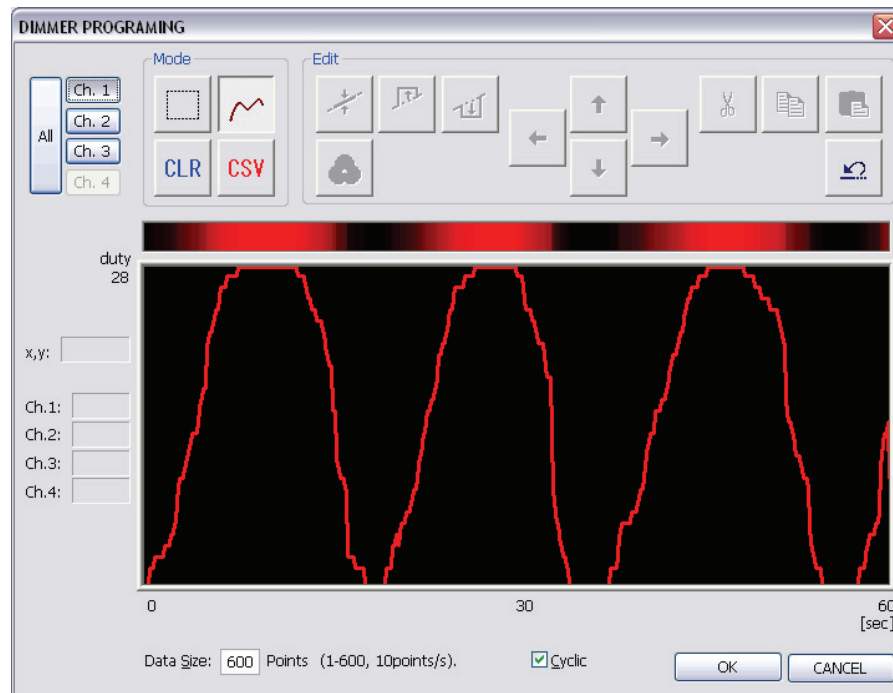 DIMMER PROGRAMING
Mode
Edit
All
Ch. 1
Ch. 2
Ch. 3
Ch. 4
CLR
CSV
duty
28
x,y:
Ch.1:
Ch.2:
Ch.3:
Ch.4:
0
30
60
[sec]
Data Size: 600 Points (1-600, 10points/s).
Cyclic
OK
CANCEL